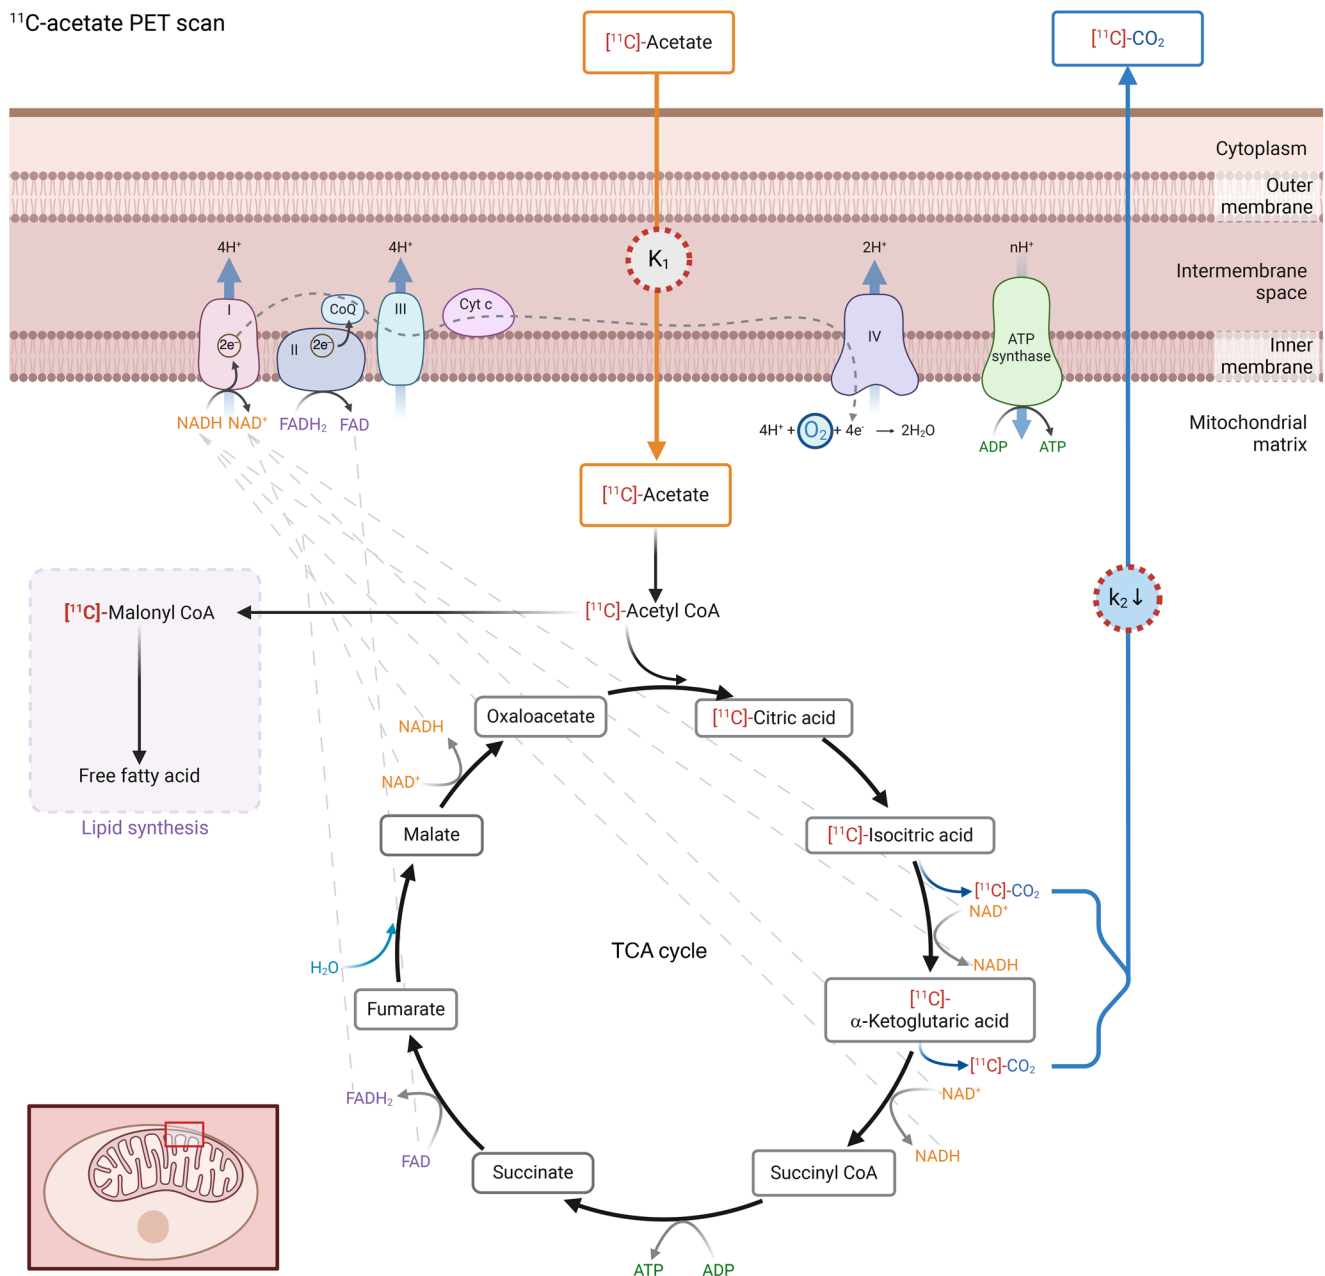 ¹¹C-acetate PET scan
[¹¹C]-Acetate
[¹¹C]-CO₂
Cytoplasm
Outer
membrane
4H⁺
4H⁺
K₁
2H⁺
nH⁺
Intermembrane
space
I
2e⁻
II
2e⁻
CoQ
III
Cyt c
IV
ATP
synthase
Inner
membrane
NADH NAD⁺
FADH₂
FAD
4H⁺ + O₂ + 4e⁻ → 2H₂O
ADP
ATP
Mitochondrial
matrix
[¹¹C]-Acetate
[¹¹C]-Malonyl CoA
[¹¹C]-Acetyl CoA
k₂↓
Free fatty acid
Lipid synthesis
NADH
NAD⁺
Oxaloacetate
[¹¹C]-Citric acid
Malate
[¹¹C]-Isocitric acid
[¹¹C]-CO₂
NAD⁺
NADH
H₂O
TCA cycle
Fumarate
[¹¹C]-
α-Ketoglutaric acid
[¹¹C]-CO₂
NAD⁺
NADH
FADH₂
FAD
Succinate
Succinyl CoA
ATP
ADP